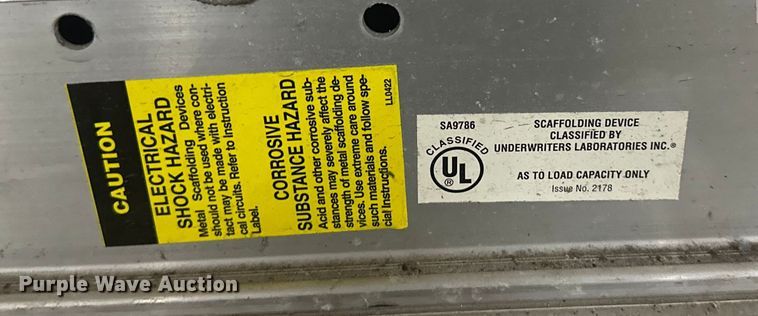 CAUTION
ELECTRICAL
SHOCK HAZARD
Metal Scaffolding Devices
should not be used where con-
tact may be made with electri-
cal circuits. Refer to Instruction
Label.
CORROSIVE
SUBSTANCE HAZARD
Acid and other corrosive sub-
stances may severely affect the
strength of metal scaffolding de-
vices. Use extreme care around
such materials and follow spe-
cial instructions.
LL0422
SA9786
CLASSIFIED
UL
®
SCAFFOLDING DEVICE
CLASSIFIED BY
UNDERWRITERS LABORATORIES INC.®
AS TO LOAD CAPACITY ONLY
Issue No. 2178
Purple Wave Auction